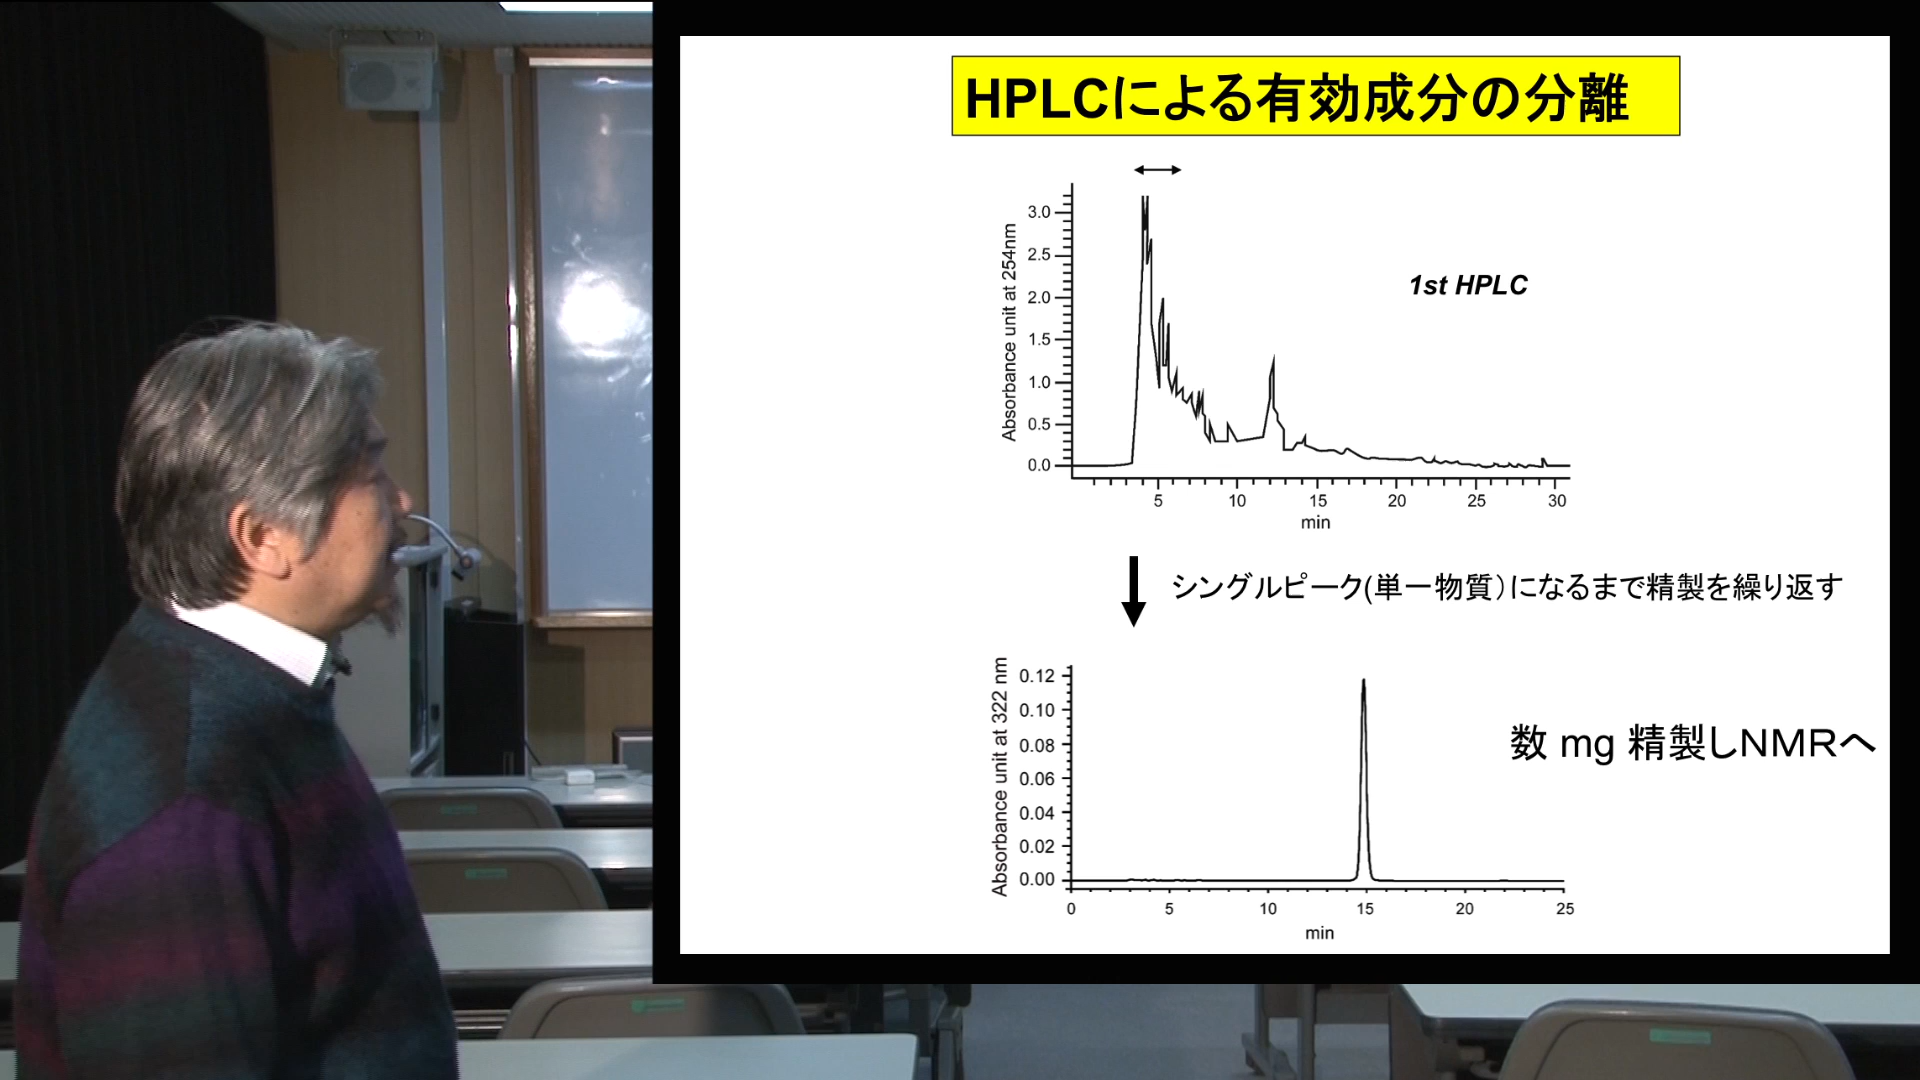 HPLCによる有効成分の分離
Absorbance unit at 254nm
3.0
2.5
2.0
1.5
1.0
0.5
0.0
1st HPLC
5 10 15 20 25 30
min
シングルピーク(単一物質）になるまで精製を繰り返す
Absorbance unit at 322 nm
0.12
0.10
0.08
0.06
0.04
0.02
0.00
数 mg 精製しNMRへ
0 5 10 15 20 25
min